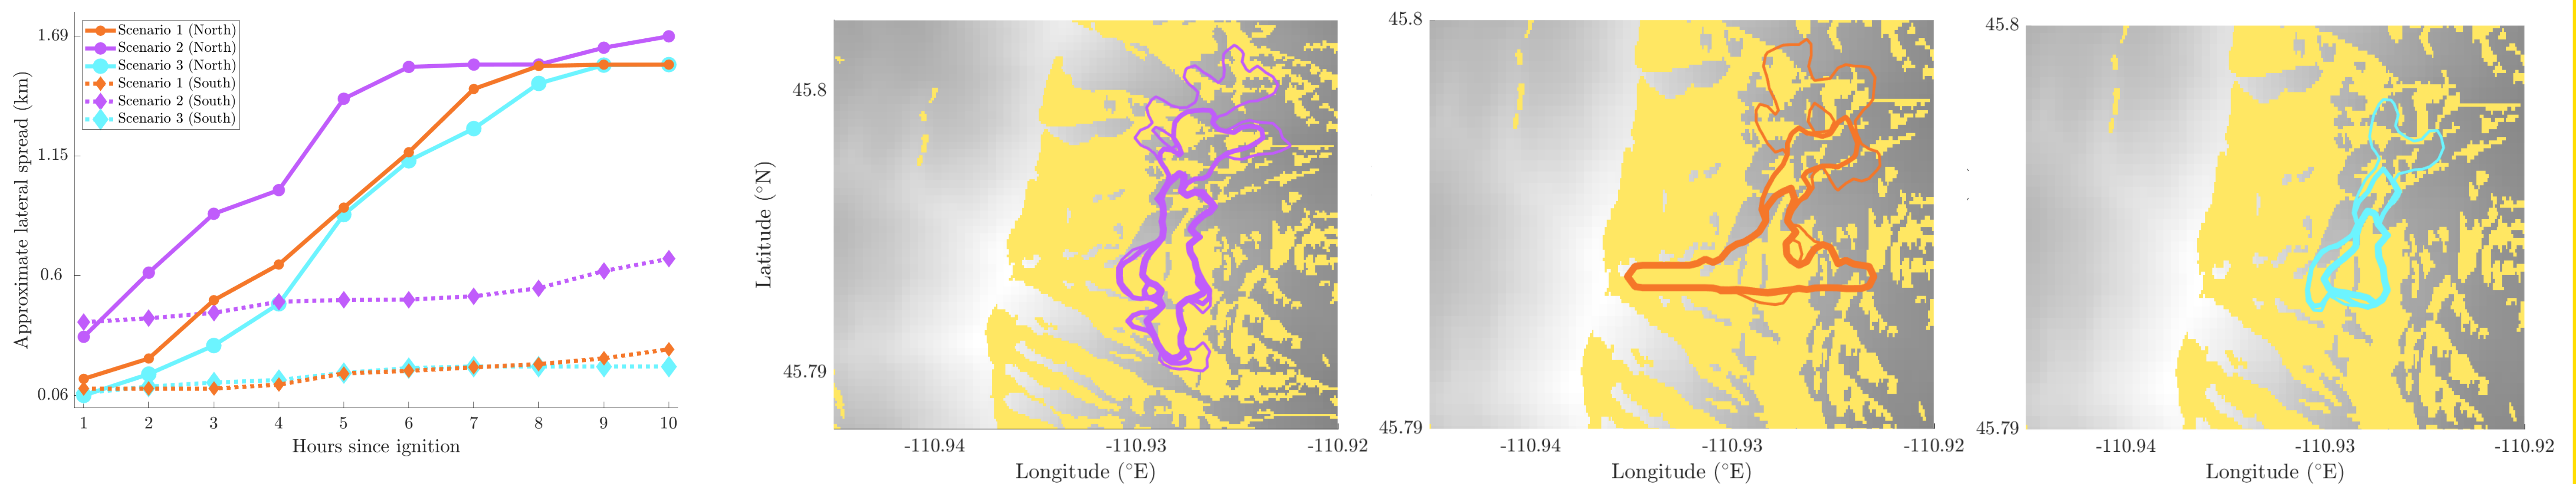 Approximate lateral spread (km)
1.69
1.15
0.6
0.06
Scenario 1 (North)
Scenario 2 (North)
Scenario 3 (North)
Scenario 1 (South)
Scenario 2 (South)
Scenario 3 (South)
1 2 3 4 5 6 7 8 9 10
Hours since ignition
Latitude (°N)
45.8
45.79
-110.94 -110.93 -110.92
Longitude (°E)
45.8
45.79
-110.94 -110.93 -110.92
Longitude (°E)
45.8
45.79
-110.94 -110.93 -110.92
Longitude (°E)